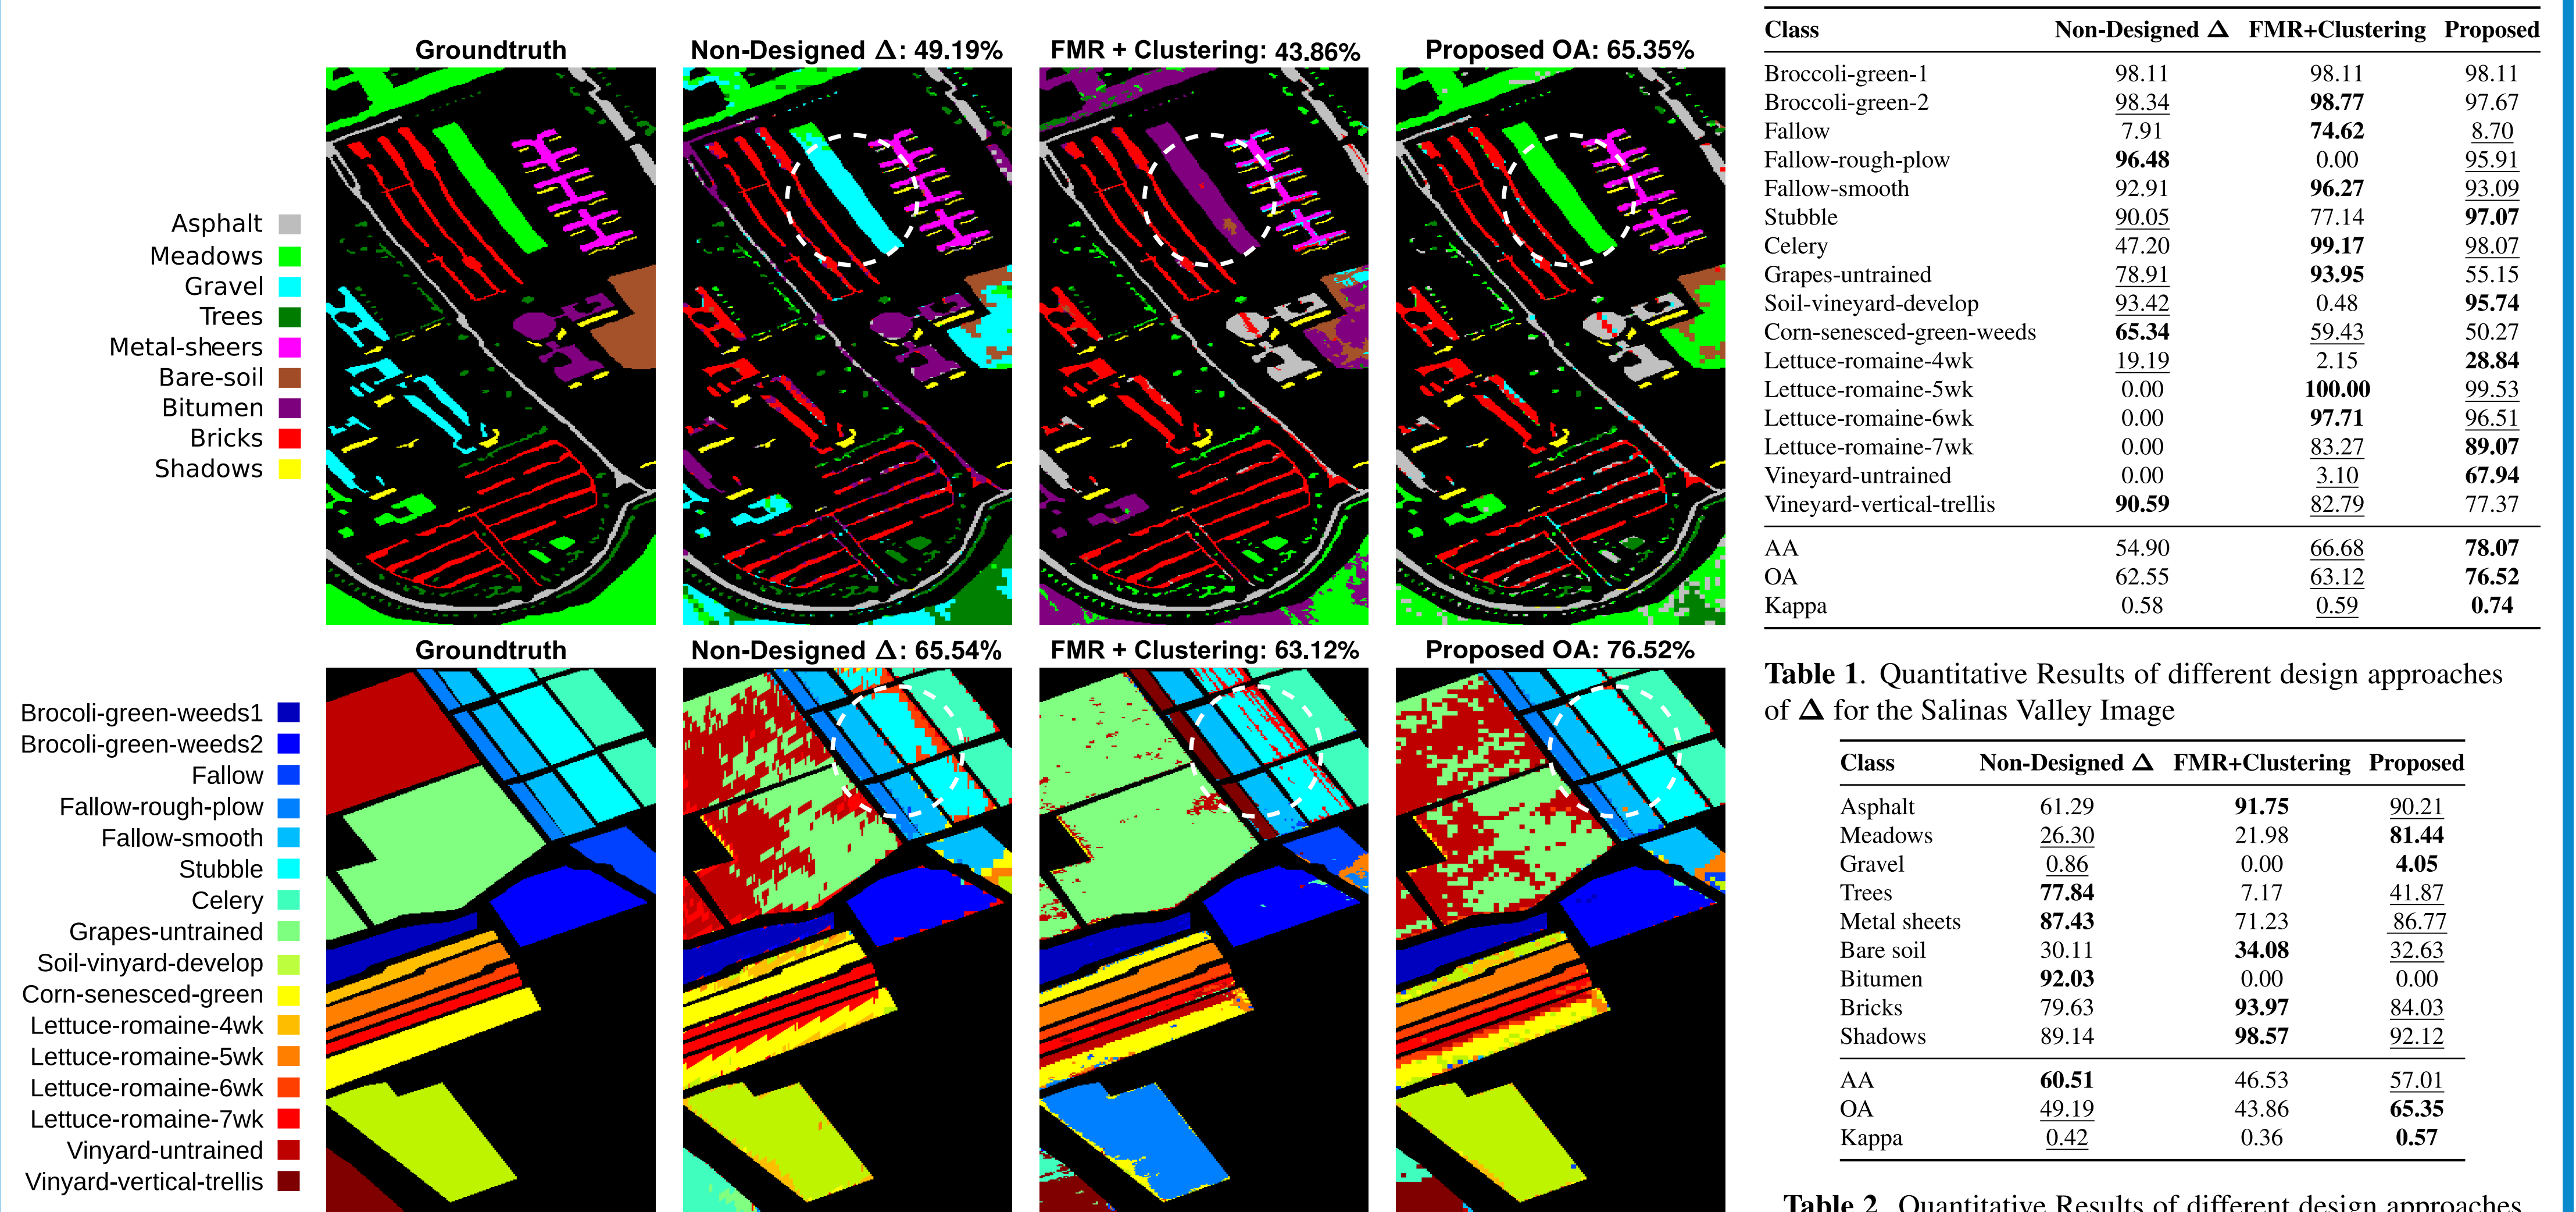 Groundtruth
Non-Designed Δ: 49.19%
FMR + Clustering: 43.86%
Proposed OA: 65.35%
Asphalt
Meadows
Gravel
Trees
Metal-sheers
Bare-soil
Bitumen
Bricks
Shadows
Groundtruth
Non-Designed Δ: 65.54%
FMR + Clustering: 63.12%
Proposed OA: 76.52%
Brocoli-green-weeds1
Brocoli-green-weeds2
Fallow
Fallow-rough-plow
Fallow-smooth
Stubble
Celery
Grapes-untrained
Soil-vinyard-develop
Corn-senesced-green
Lettuce-romaine-4wk
Lettuce-romaine-5wk
Lettuce-romaine-6wk
Lettuce-romaine-7wk
Vinyard-untrained
Vinyard-vertical-trellis
Class Non-Designed Δ FMR+Clustering Proposed
Broccoli-green-1 98.11 98.11 98.11
Broccoli-green-2 98.34 98.77 97.67
Fallow 7.91 74.62 8.70
Fallow-rough-plow 96.48 0.00 95.91
Fallow-smooth 92.91 96.27 93.09
Stubble 90.05 77.14 97.07
Celery 47.20 99.17 98.07
Grapes-untrained 78.91 93.95 55.15
Soil-vineyard-develop 93.42 0.48 95.74
Corn-senesced-green-weeds 65.34 59.43 50.27
Lettuce-romaine-4wk 19.19 2.15 28.84
Lettuce-romaine-5wk 0.00 100.00 99.53
Lettuce-romaine-6wk 0.00 97.71 96.51
Lettuce-romaine-7wk 0.00 83.27 89.07
Vineyard-untrained 0.00 3.10 67.94
Vineyard-vertical-trellis 90.59 82.79 77.37
AA 54.90 66.68 78.07
OA 62.55 63.12 76.52
Kappa 0.58 0.59 0.74
Table 1. Quantitative Results of different design approaches
of Δ for the Salinas Valley Image
Class Non-Designed Δ FMR+Clustering Proposed
Asphalt 61.29 91.75 90.21
Meadows 26.30 21.98 81.44
Gravel 0.86 0.00 4.05
Trees 77.84 7.17 41.87
Metal sheets 87.43 71.23 86.77
Bare soil 30.11 34.08 32.63
Bitumen 92.03 0.00 0.00
Bricks 79.63 93.97 84.03
Shadows 89.14 98.57 92.12
AA 60.51 46.53 57.01
OA 49.19 43.86 65.35
Kappa 0.42 0.36 0.57
Table 2. Quantitative Results of different design approaches